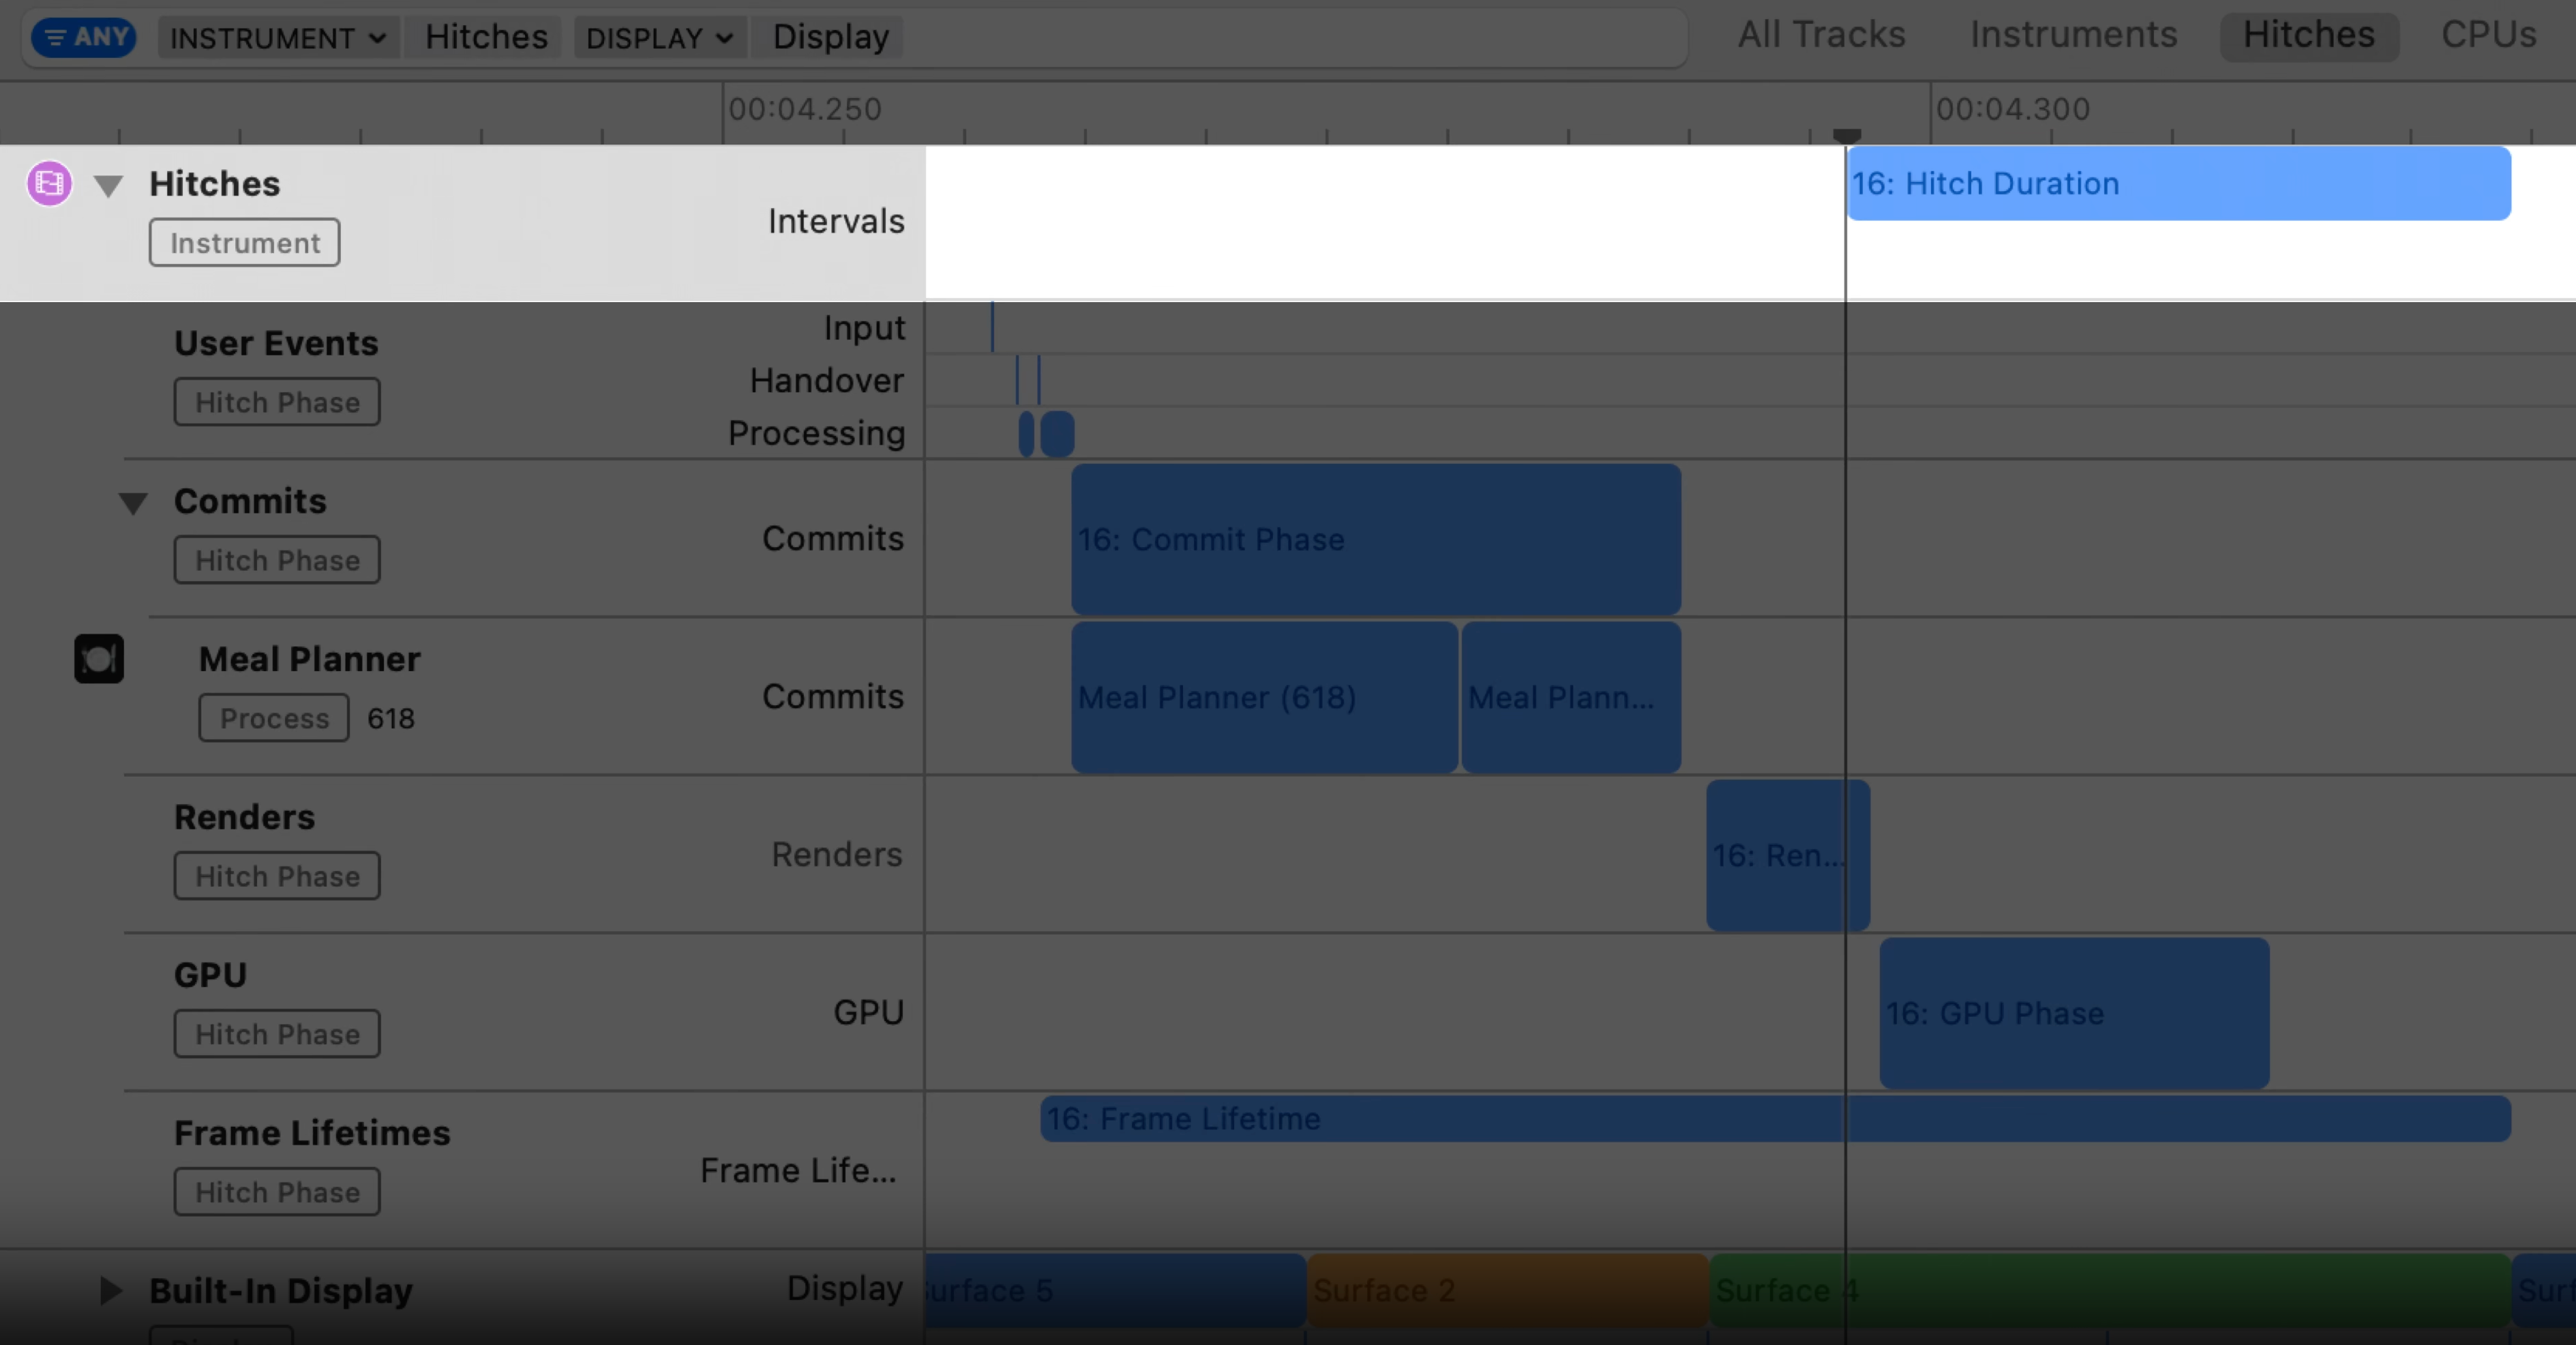 ANY INSTRUMENT Hitches DISPLAY Display All Tracks Instruments Hitches CPUs
00:04.250 00:04.300
Hitches
Instrument
Intervals
16: Hitch Duration
User Events
Hitch Phase
Input
Handover
Processing
Commits
Hitch Phase
Commits
16: Commit Phase
Meal Planner
Process 618
Commits
Meal Planner (618) Meal Plann...
Renders
Hitch Phase
Renders
16: Ren...
GPU
Hitch Phase
GPU
16: GPU Phase
Frame Lifetimes
Hitch Phase
Frame Life...
16: Frame Lifetime
Built-In Display
Display
urface 5 Surface 2 Surface 4 Surf